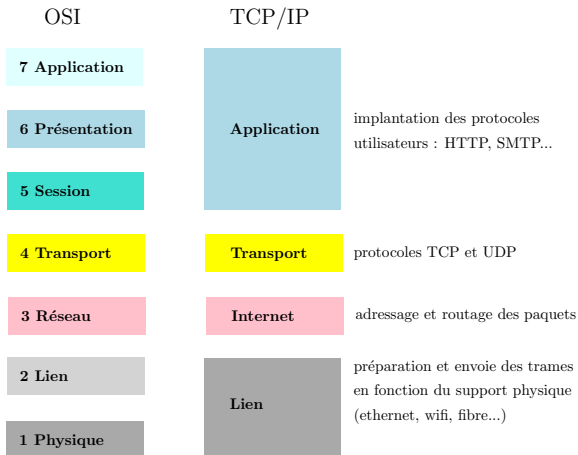 OSI
TCP/IP
7 Application
6 Présentation
5 Session
4 Transport
3 Réseau
2 Lien
1 Physique
Application
Transport
Internet
Lien
implantation des protocoles
utilisateurs : HTTP, SMTP...
protocoles TCP et UDP
adressage et routage des paquets
préparation et envoie des trames
en fonction du support physique
(ethernet, wifi, fibre...)